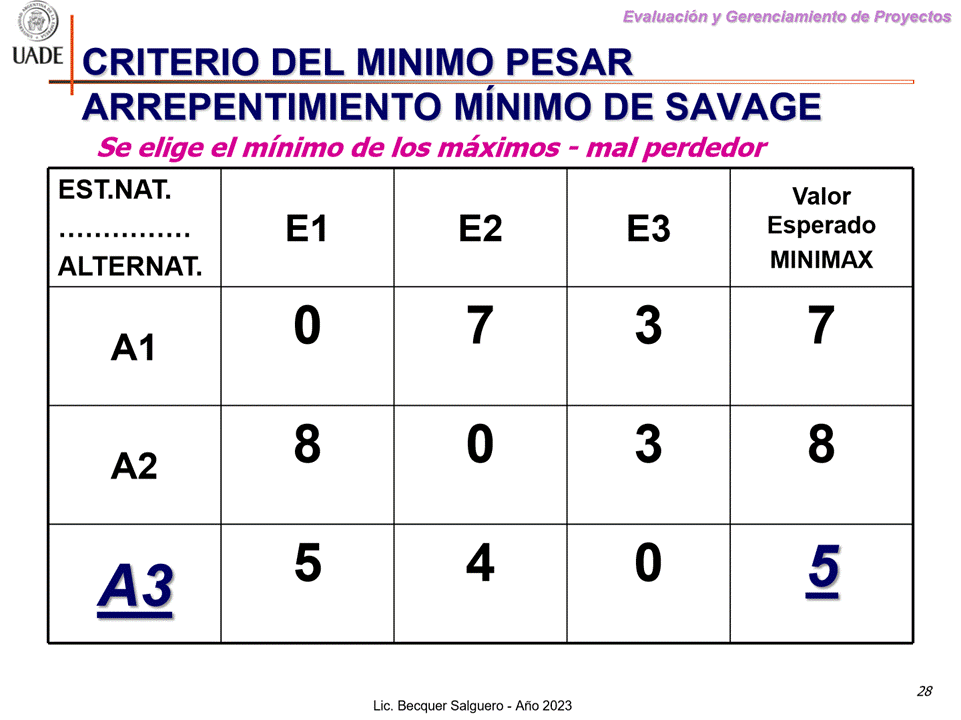 Evaluación y Gerenciamiento de Proyectos
UADE
CRITERIO DEL MINIMO PESAR
ARREPENTIMIENTO MÍNIMO DE SAVAGE
Se elige el mínimo de los máximos - mal perdedor
EST.NAT.
……………
ALTERNAT.
E1
E2
E3
Valor
Esperado
MINIMAX
A1
0
7
3
7
A2
8
0
3
8
A3
5
4
0
5
28
Lic. Becquer Salguero - Año 2023